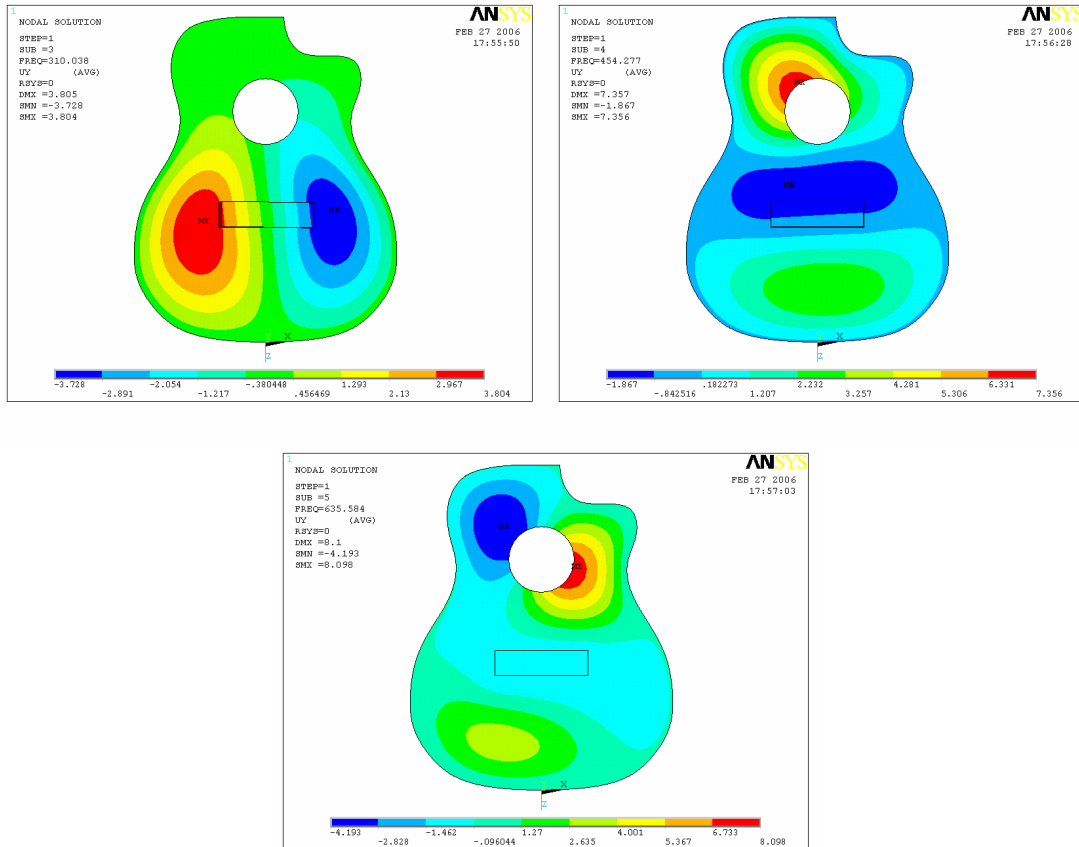 1
ANSYS
NODAL SOLUTION
FEB 27 2006
17:55:50
STEP=1
SUB =3
FREQ=310.038
UY (AVG)
RSYS=0
DMX =3.805
SMN =-3.728
SMX =3.804
MX
MN
Y X
Z
-3.728 -2.054 -.380448 1.293 2.967
-2.891 -1.217 .456469 2.13 3.804
1
ANSYS
NODAL SOLUTION
FEB 27 2006
17:56:28
STEP=1
SUB =4
FREQ=454.277
UY (AVG)
RSYS=0
DMX =7.357
SMN =-1.867
SMX =7.356
MX
MN
Y X
Z
-1.867 .182273 2.232 4.281 6.331
-.842516 1.207 3.257 5.306 7.356
1
ANSYS
NODAL SOLUTION
FEB 27 2006
17:57:03
STEP=1
SUB =5
FREQ=635.584
UY (AVG)
RSYS=0
DMX =8.1
SMN =-4.193
SMX =8.098
MN
MX
Y X
Z
-4.193 -1.462 1.27 4.001 6.733
-2.828 -.096044 2.635 5.367 8.098